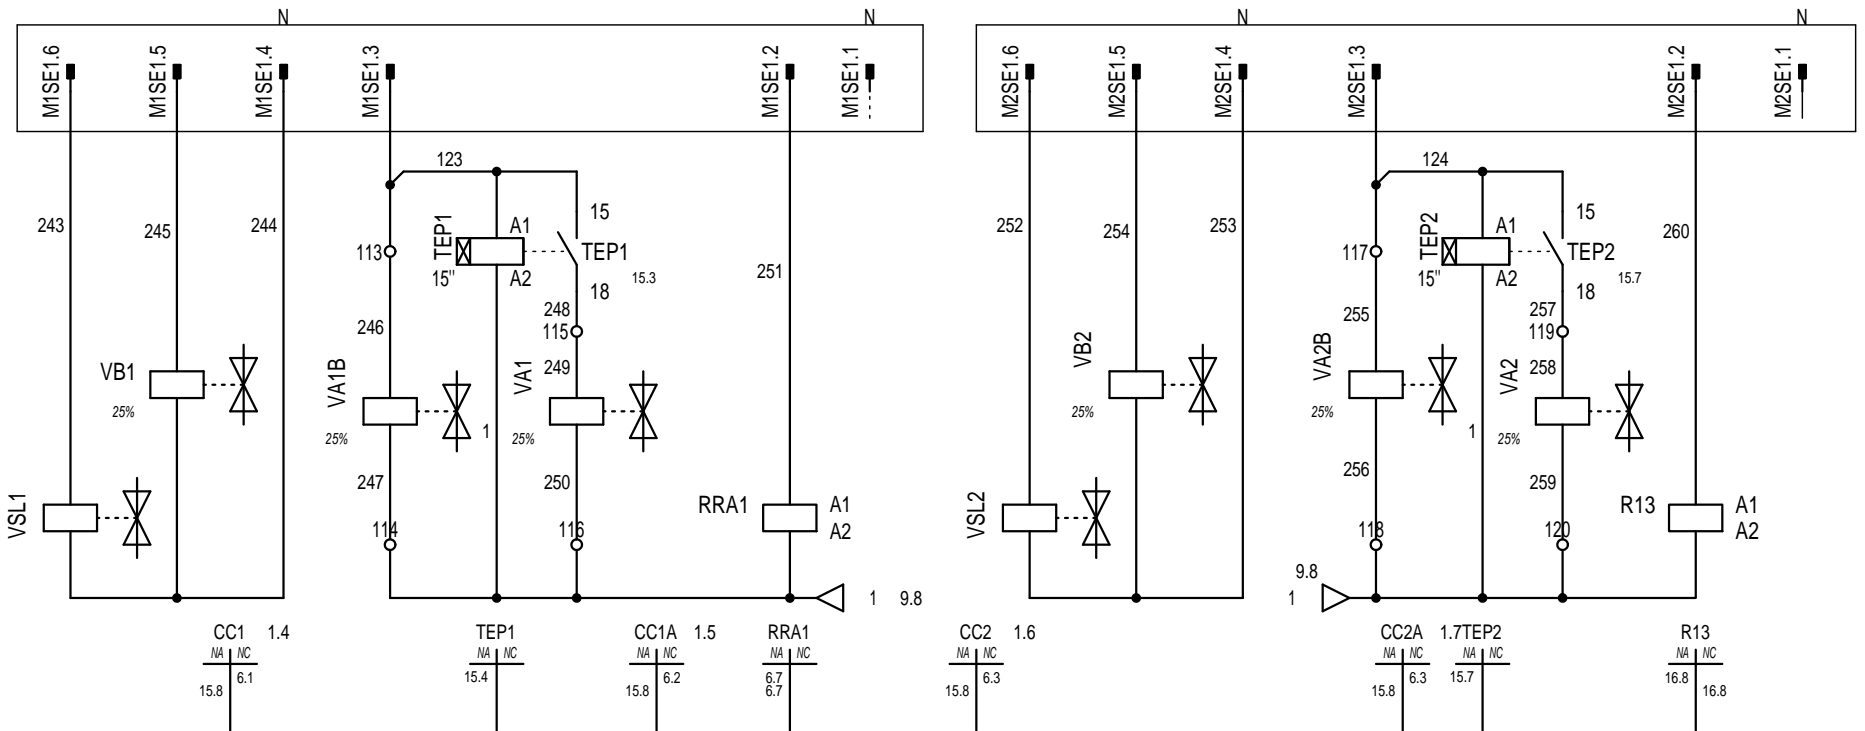 N N N N
M1SE1.6 M1SE1.5 M1SE1.4 M1SE1.3 M1SE1.2 M1SE1.1 M2SE1.6 M2SE1.5 M2SE1.4 M2SE1.3 M2SE1.2 M2SE1.1
123 124
243 245 244 15 252 254 253 15 260
113 TEP1 A1 TEP1 117 TEP2 A1 TEP2
15" A2 15.3 251 15" A2 15.7
18 18
246 248 255 257
115 119
VB1 VA1B VA1 249 VB2 VA2B VA2 258
25% 25% 25%
25% 1 25% 1 25%
247 250 256 259
VSL1 RRA1 A1 VSL2 R13 A1
114 116 A2 118 120 A2
9.8
1 9.8 1
CC1 1.4 TEP1 CC1A 1.5 RRA1 CC2 1.6 CC2A 1.7 TEP2 R13
NA NC NA NC NA NC NA NC NA NC NA NC NA NC NA NC
6.1 15.4 6.2 6.7 6.3 6.3 15.7 16.8
15.8 15.8 6.7 15.8 15.8 16.8